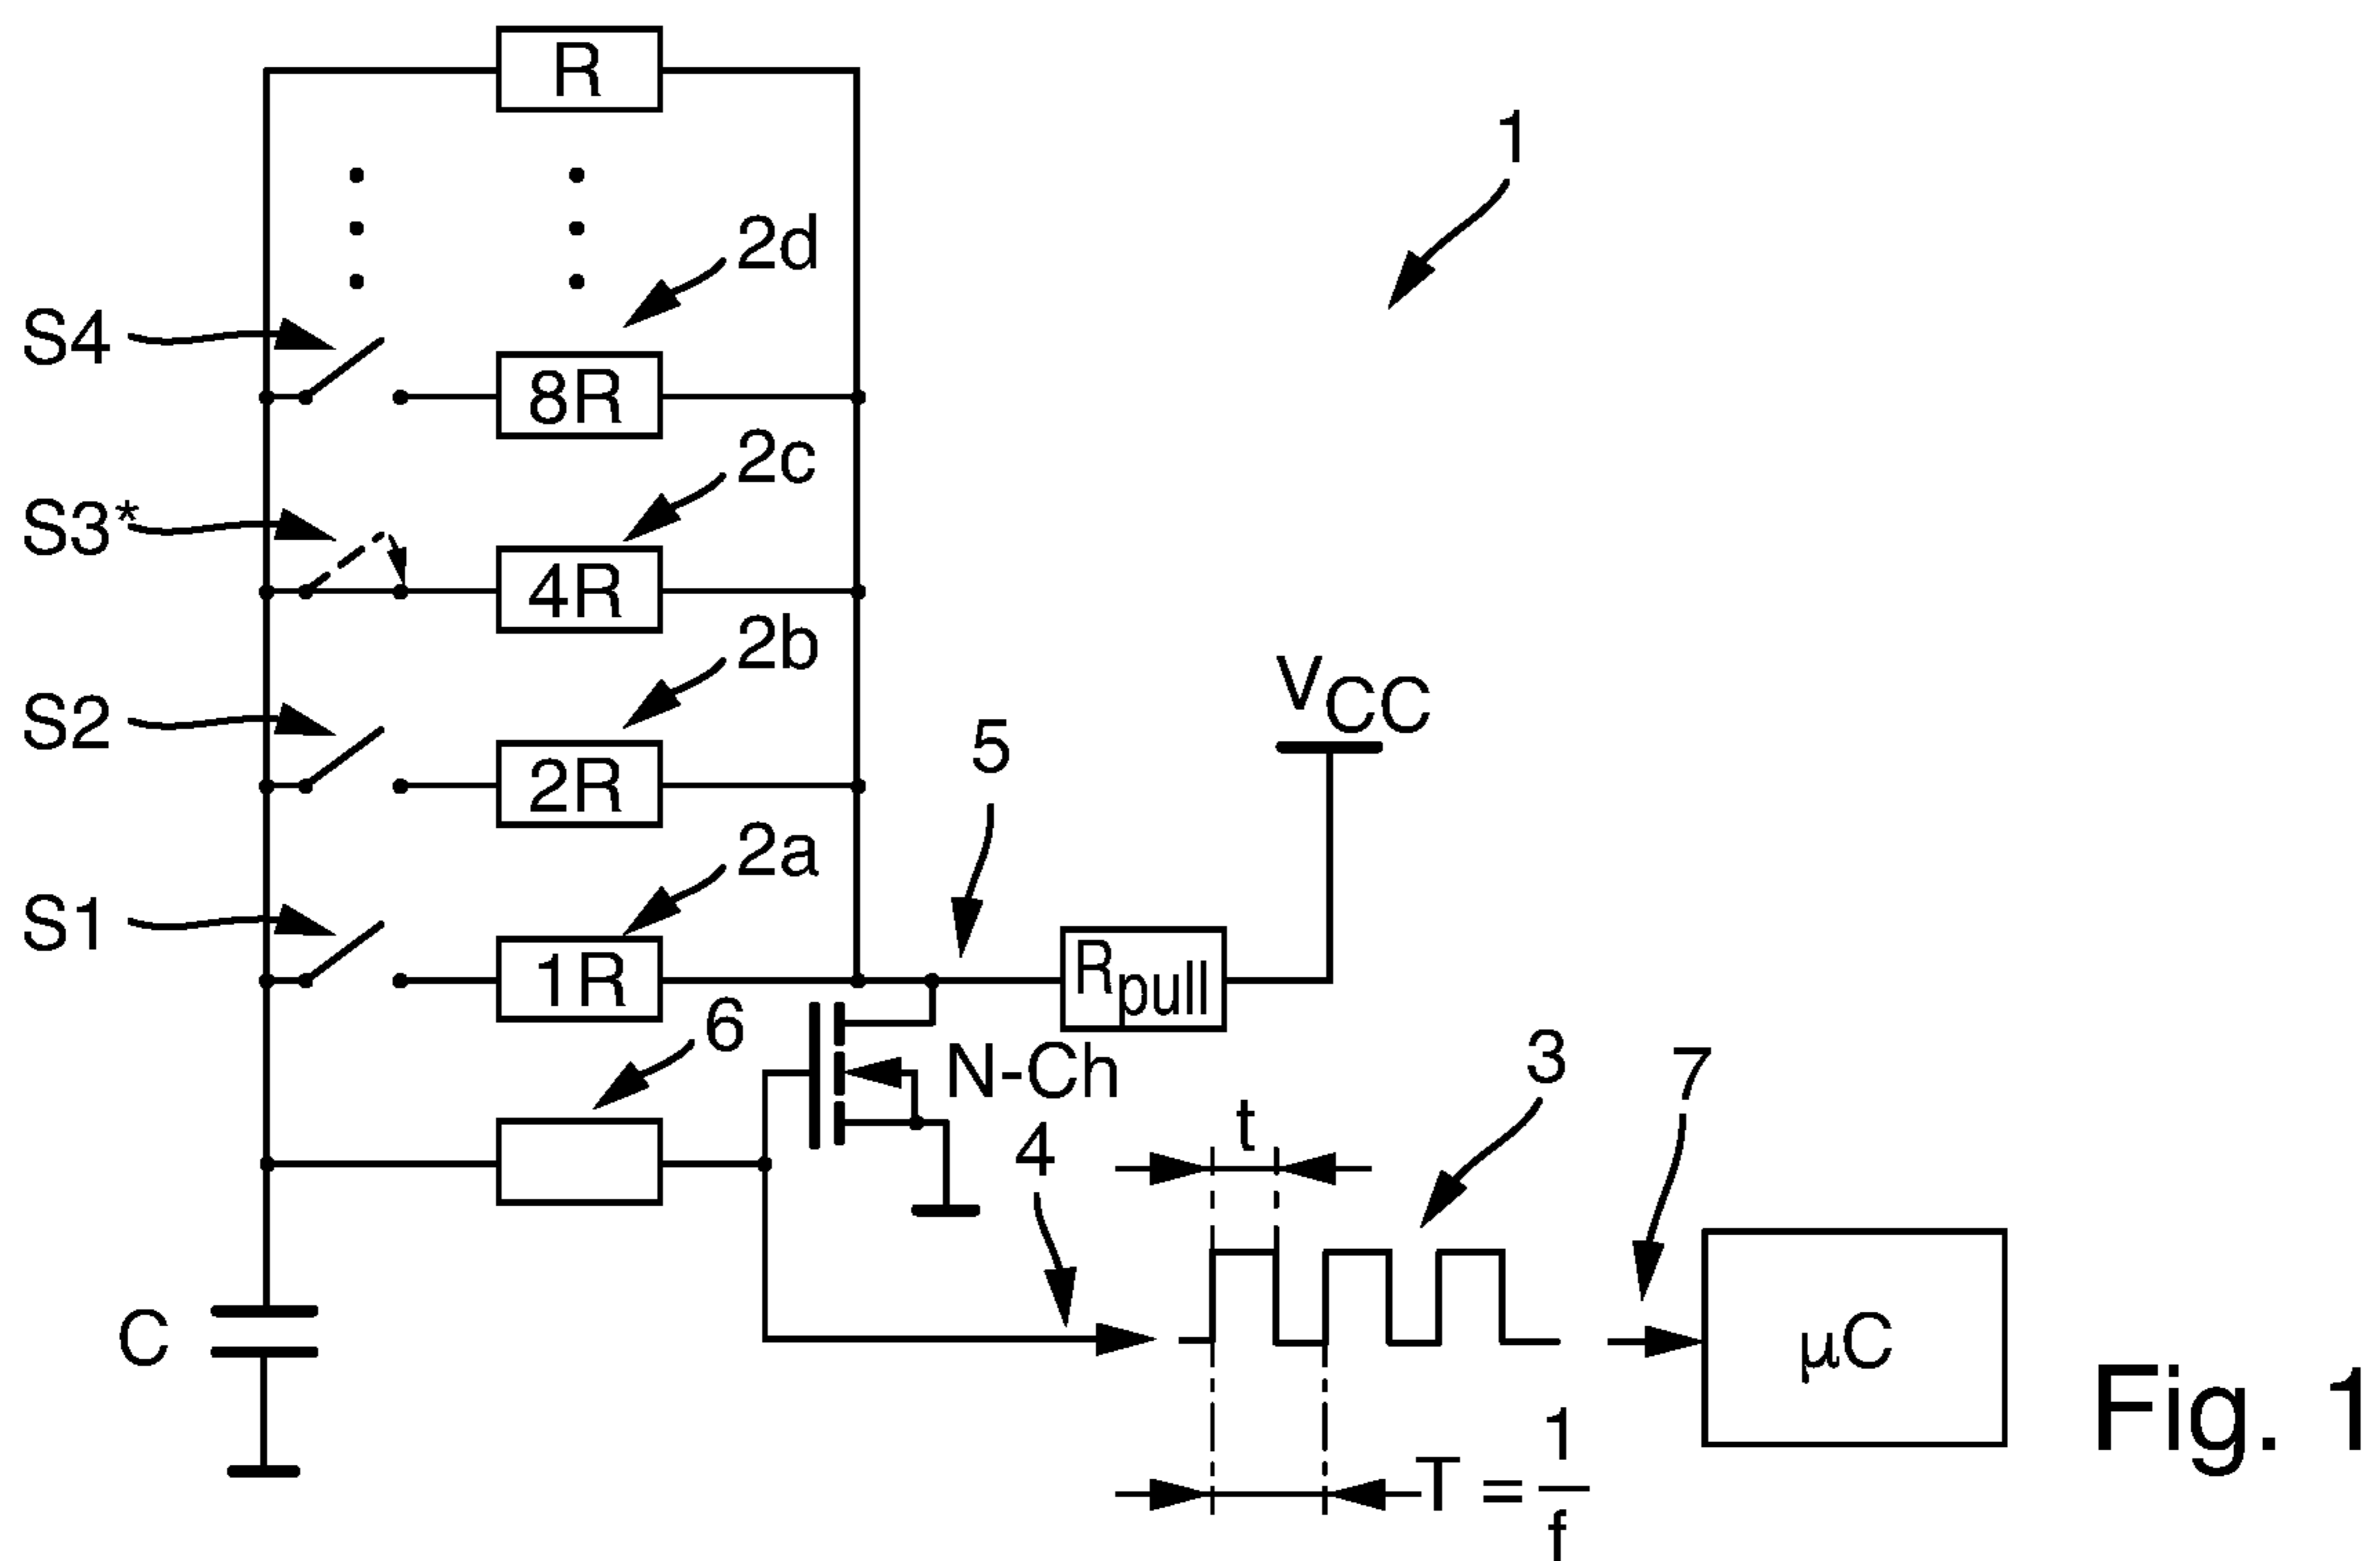 R
1
2d
S4
8R
2c
S3*
4R
2b
VCC
S2
5
2R
2a
S1
1R
Rpull
6
N-Ch
3
7
4
t
C
µC
Fig. 1
T = 1
f